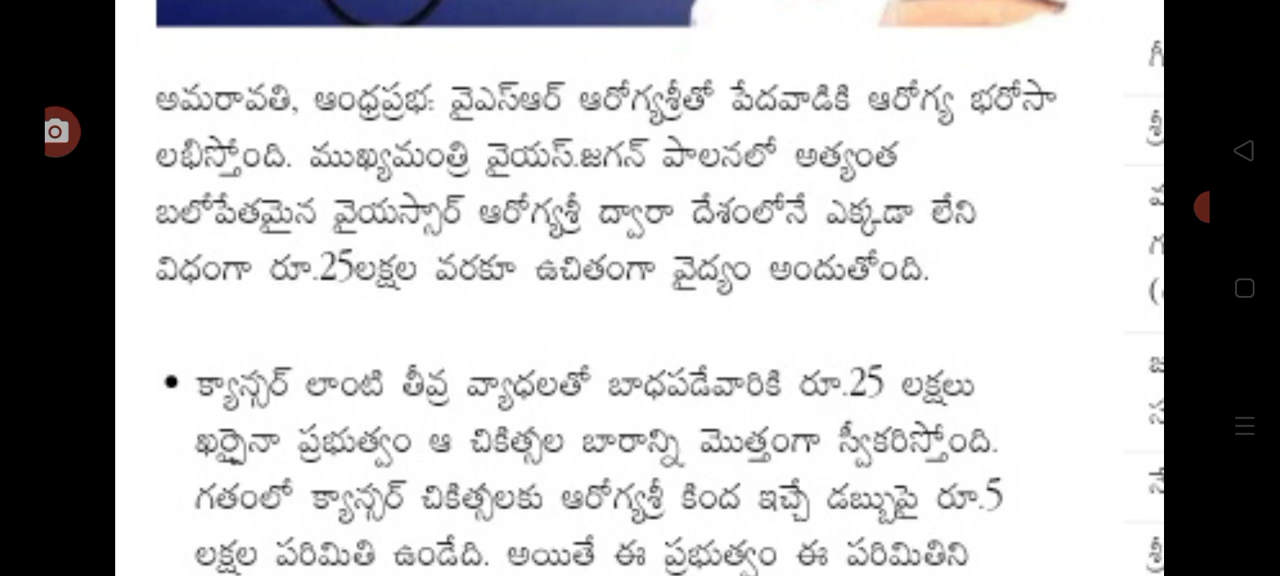 అమరావతి, ఆంధ్రప్రభ: వైఎస్ఆర్ ఆరోగ్యశ్రీతో పేదవాడికి ఆరోగ్య భరోసా
లభిస్తోంది. ముఖ్యమంత్రి వైయస్.జగన్ పాలనలో అత్యంత
బలోపేతమైన వైయస్సార్ ఆరోగ్యశ్రీ ద్వారా దేశంలోనే ఎక్కడా లేని
విధంగా రూ.25లక్షల వరకూ ఉచితంగా వైద్యం అందుతోంది.
• క్యాన్సర్ లాంటి తీవ్ర వ్యాధలతో బాధపడేవారికి రూ.25 లక్షలు
ఖర్చైనా ప్రభుత్వం ఆ చికిత్సల బారాన్ని మొత్తంగా స్వీకరిస్తోంది.
గతంలో క్యాన్సర్ చికిత్సలకు ఆరోగ్యశ్రీ కింద ఇచ్చే డబ్బుపై రూ.5
లక్షల పరిమితి ఉండేది. అయితే ఈ ప్రభుత్వం ఈ పరిమితిని